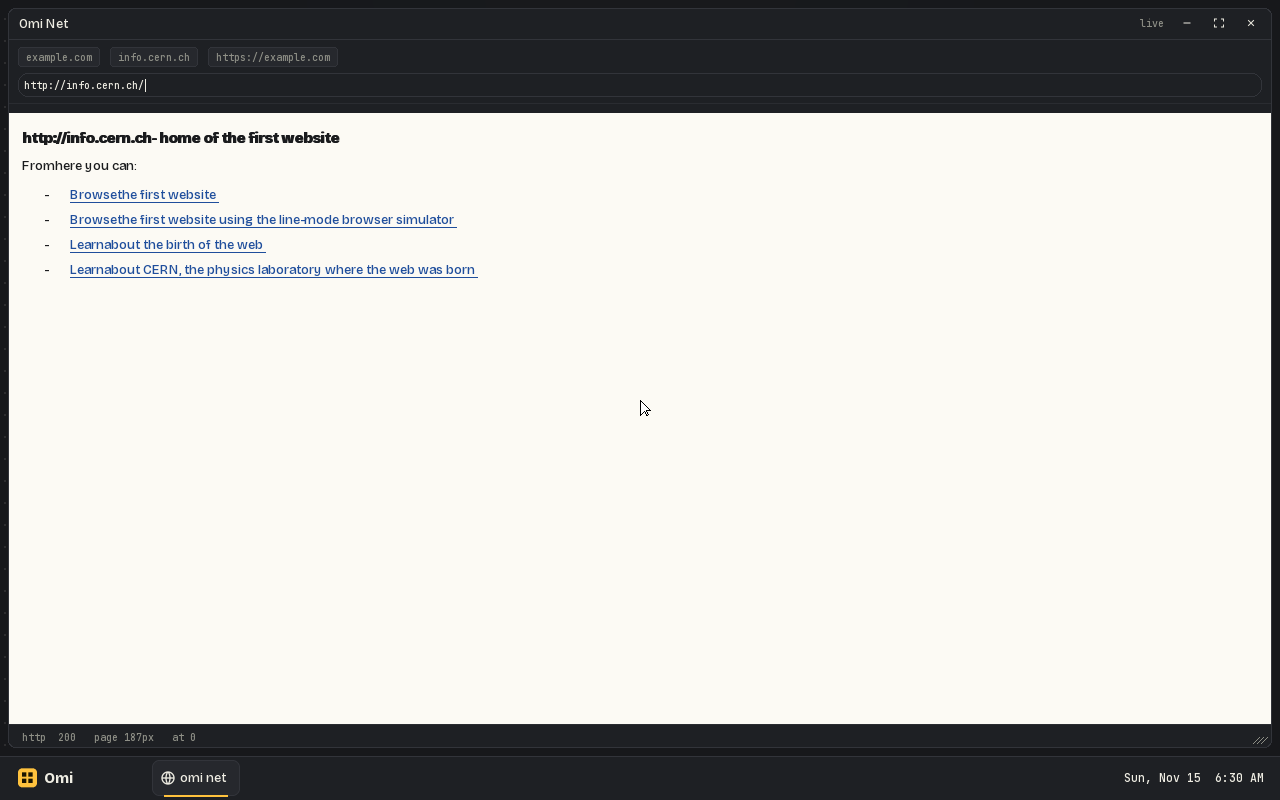 Omi Net
live
example.com info.cern.ch https://example.com
http://info.cern.ch/
http://info.cern.ch- home of the first website
Fromhere you can:
- Browsethe first website
- Browsethe first website using the line-mode browser simulator
- Learnabout the birth of the web
- Learnabout CERN, the physics laboratory where the web was born
http 200 page 187px at 0
Omi
omi net
Sun, Nov 15 6:30 AM